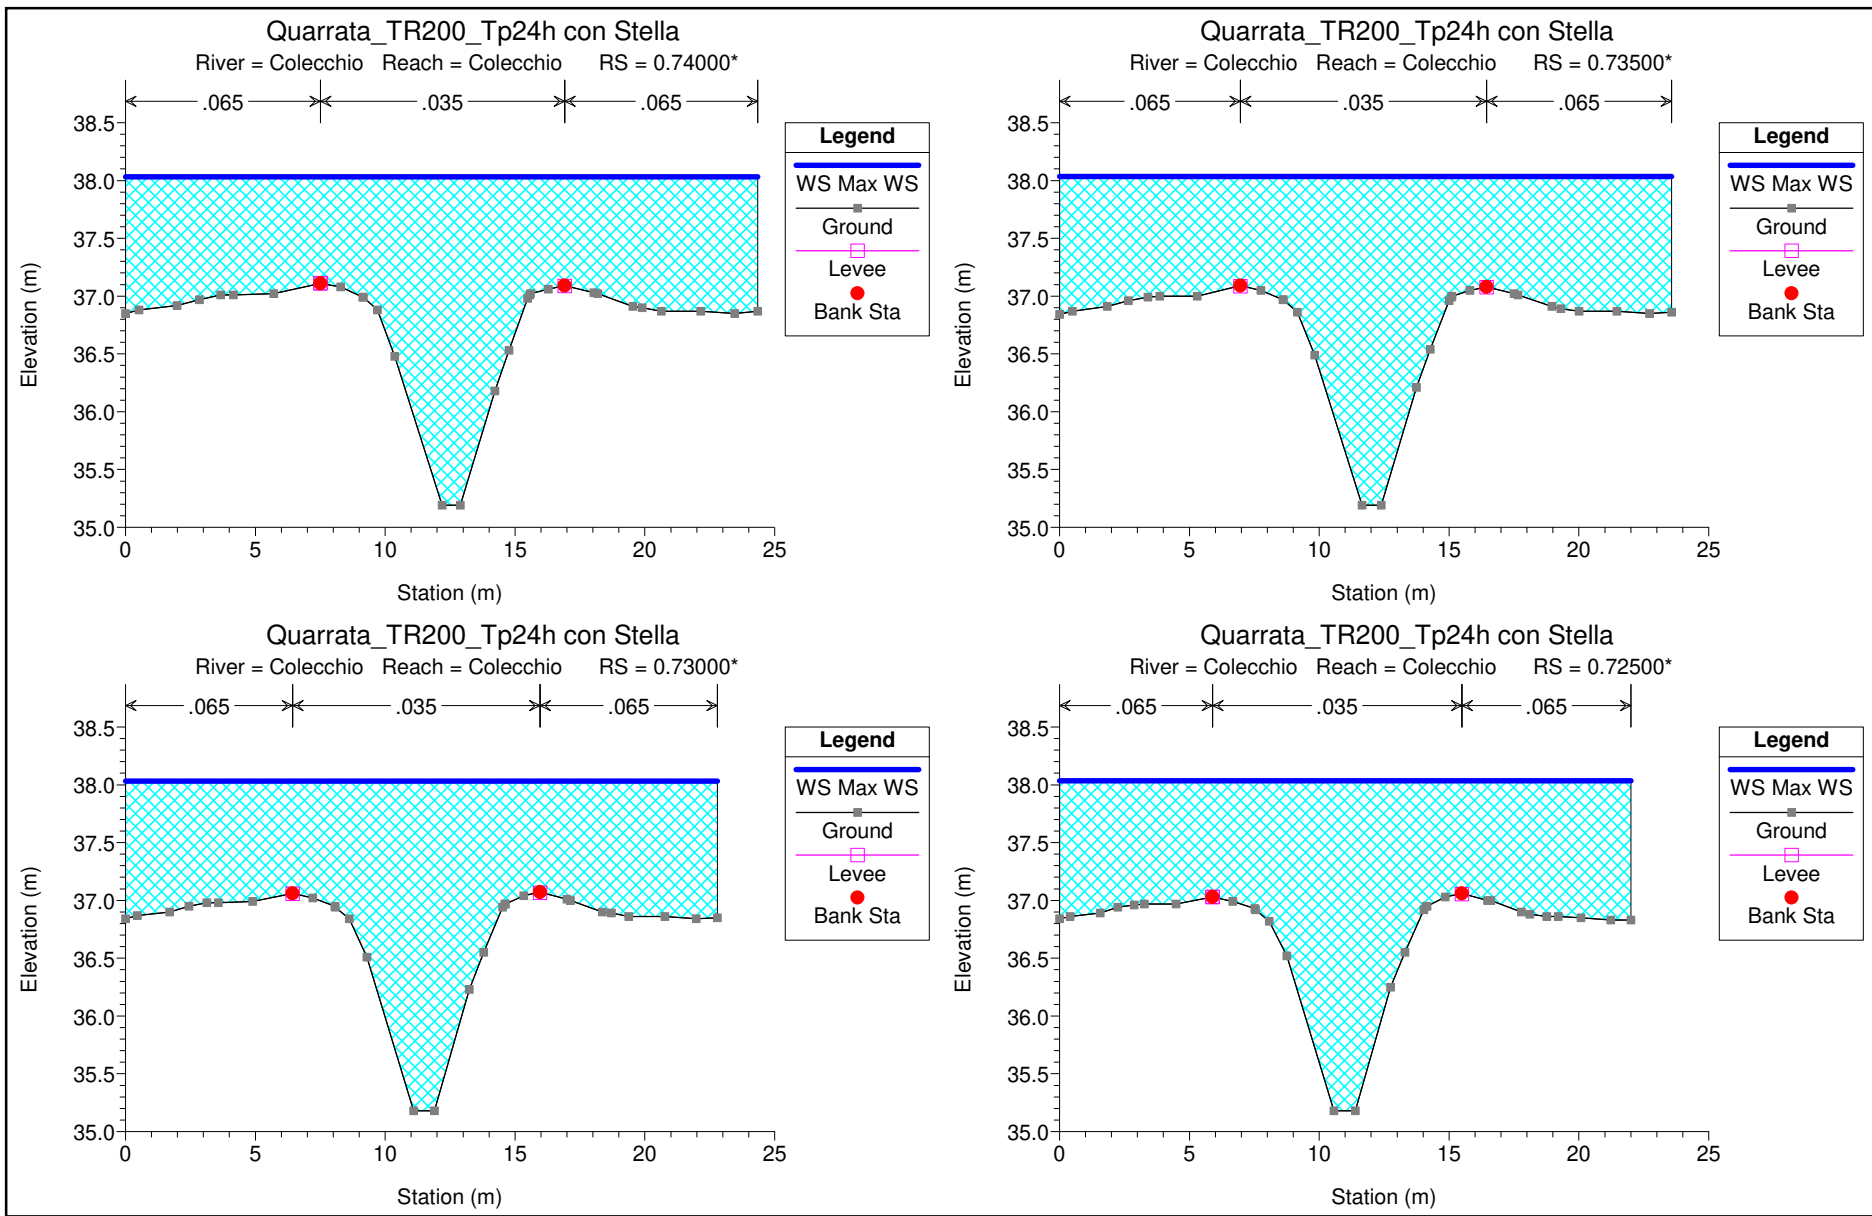 Quarrata_TR200_Tp24h con Stella
River = Colecchio Reach = Colecchio RS = 0.74000*
.065 .035 .065
38.5
38.0
37.5
37.0
36.5
36.0
35.5
35.0
Elevation (m)
0 5 10 15 20 25
Station (m)
Legend
WS Max WS
Ground
Levee
Bank Sta
Quarrata_TR200_Tp24h con Stella
River = Colecchio Reach = Colecchio RS = 0.73500*
.065 .035 .065
38.5
38.0
37.5
37.0
36.5
36.0
35.5
35.0
Elevation (m)
0 5 10 15 20 25
Station (m)
Legend
WS Max WS
Ground
Levee
Bank Sta
Quarrata_TR200_Tp24h con Stella
River = Colecchio Reach = Colecchio RS = 0.73000*
.065 .035 .065
38.5
38.0
37.5
37.0
36.5
36.0
35.5
35.0
Elevation (m)
0 5 10 15 20 25
Station (m)
Legend
WS Max WS
Ground
Levee
Bank Sta
Quarrata_TR200_Tp24h con Stella
River = Colecchio Reach = Colecchio RS = 0.72500*
.065 .035 .065
38.5
38.0
37.5
37.0
36.5
36.0
35.5
35.0
Elevation (m)
0 5 10 15 20 25
Station (m)
Legend
WS Max WS
Ground
Levee
Bank Sta